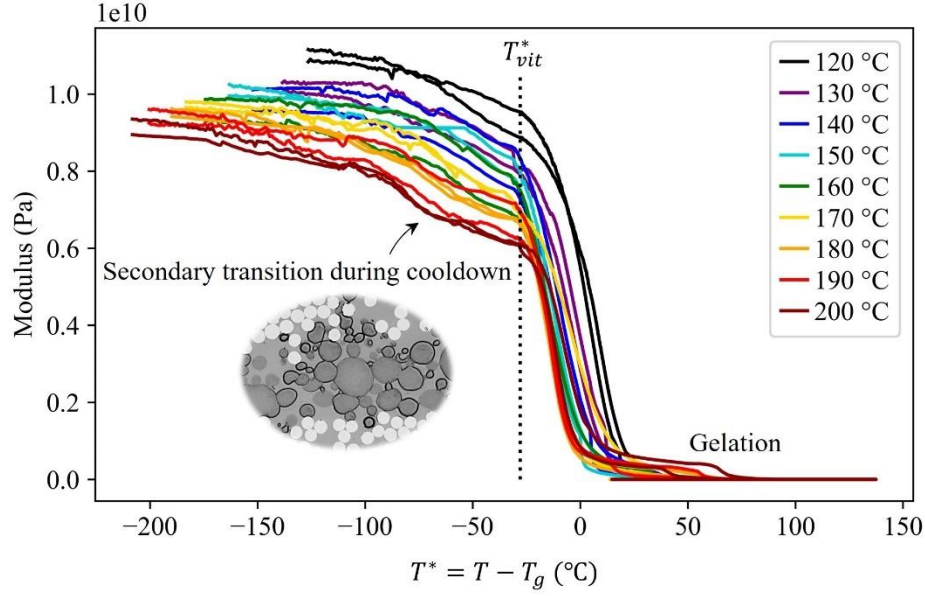 1e10
T*vit
120 °C
130 °C
140 °C
150 °C
160 °C
170 °C
180 °C
190 °C
200 °C
1.0
0.8
0.6
0.4
0.2
0.0
Modulus (Pa)
Secondary transition during cooldown
Gelation
−200 −150 −100 −50 0 50 100 150
T* = T − Tg (°C)